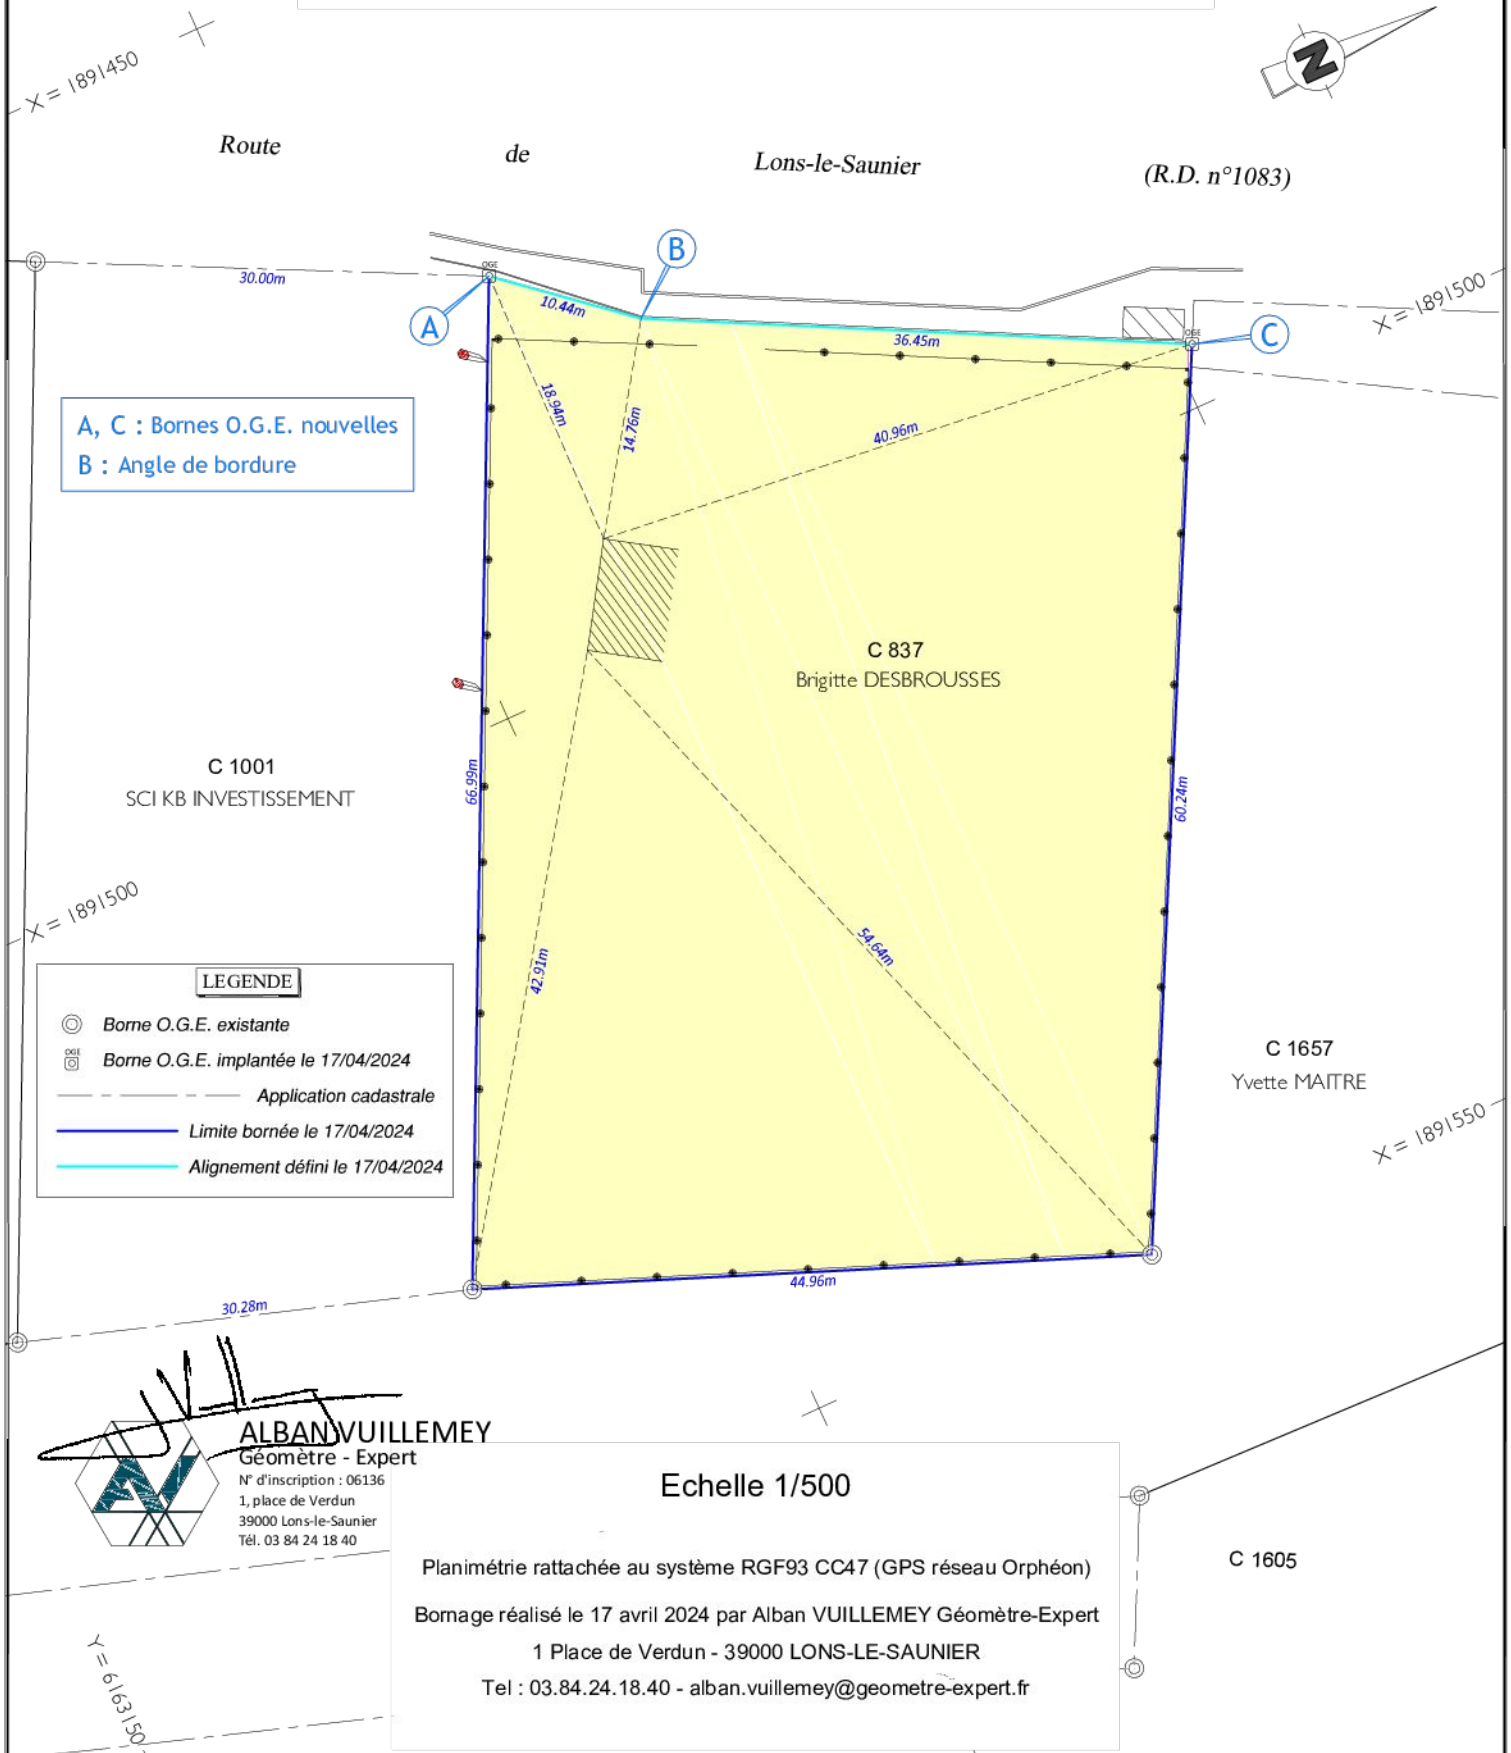 X = 1891450
N
Route de Lons-le-Saunier (R.D. n°1083)
B
30.00m
OGE
10.44m
A
36.45m
OGE
C
X = 1891500
18.94m
14.76m
40.96m
A, C : Bornes O.G.E. nouvelles
B : Angle de bordure
C 837
Brigitte DESBROUSSES
C 1001
SCI KB INVESTISSEMENT
66.99m
60.24m
X = 1891500
42.91m
54.64m
LEGENDE
Borne O.G.E. existante
OGE
Borne O.G.E. implantée le 17/04/2024
Application cadastrale
Limite bornée le 17/04/2024
Alignement défini le 17/04/2024
C 1657
Yvette MAITRE
X = 1891550
44.96m
30.28m
ALBAN VUILLEMEY
Géomètre - Expert
N° d'inscription : 06136
1, place de Verdun
39000 Lons-le-Saunier
Tél. 03 84 24 18 40
Echelle 1/500
Planimétrie rattachée au système RGF93 CC47 (GPS réseau Orphéon)
Bornage réalisé le 17 avril 2024 par Alban VUILLEMEY Géomètre-Expert
1 Place de Verdun - 39000 LONS-LE-SAUNIER
Tel : 03.84.24.18.40 - alban.vuillemey@geometre-expert.fr
C 1605
Y = 6163150